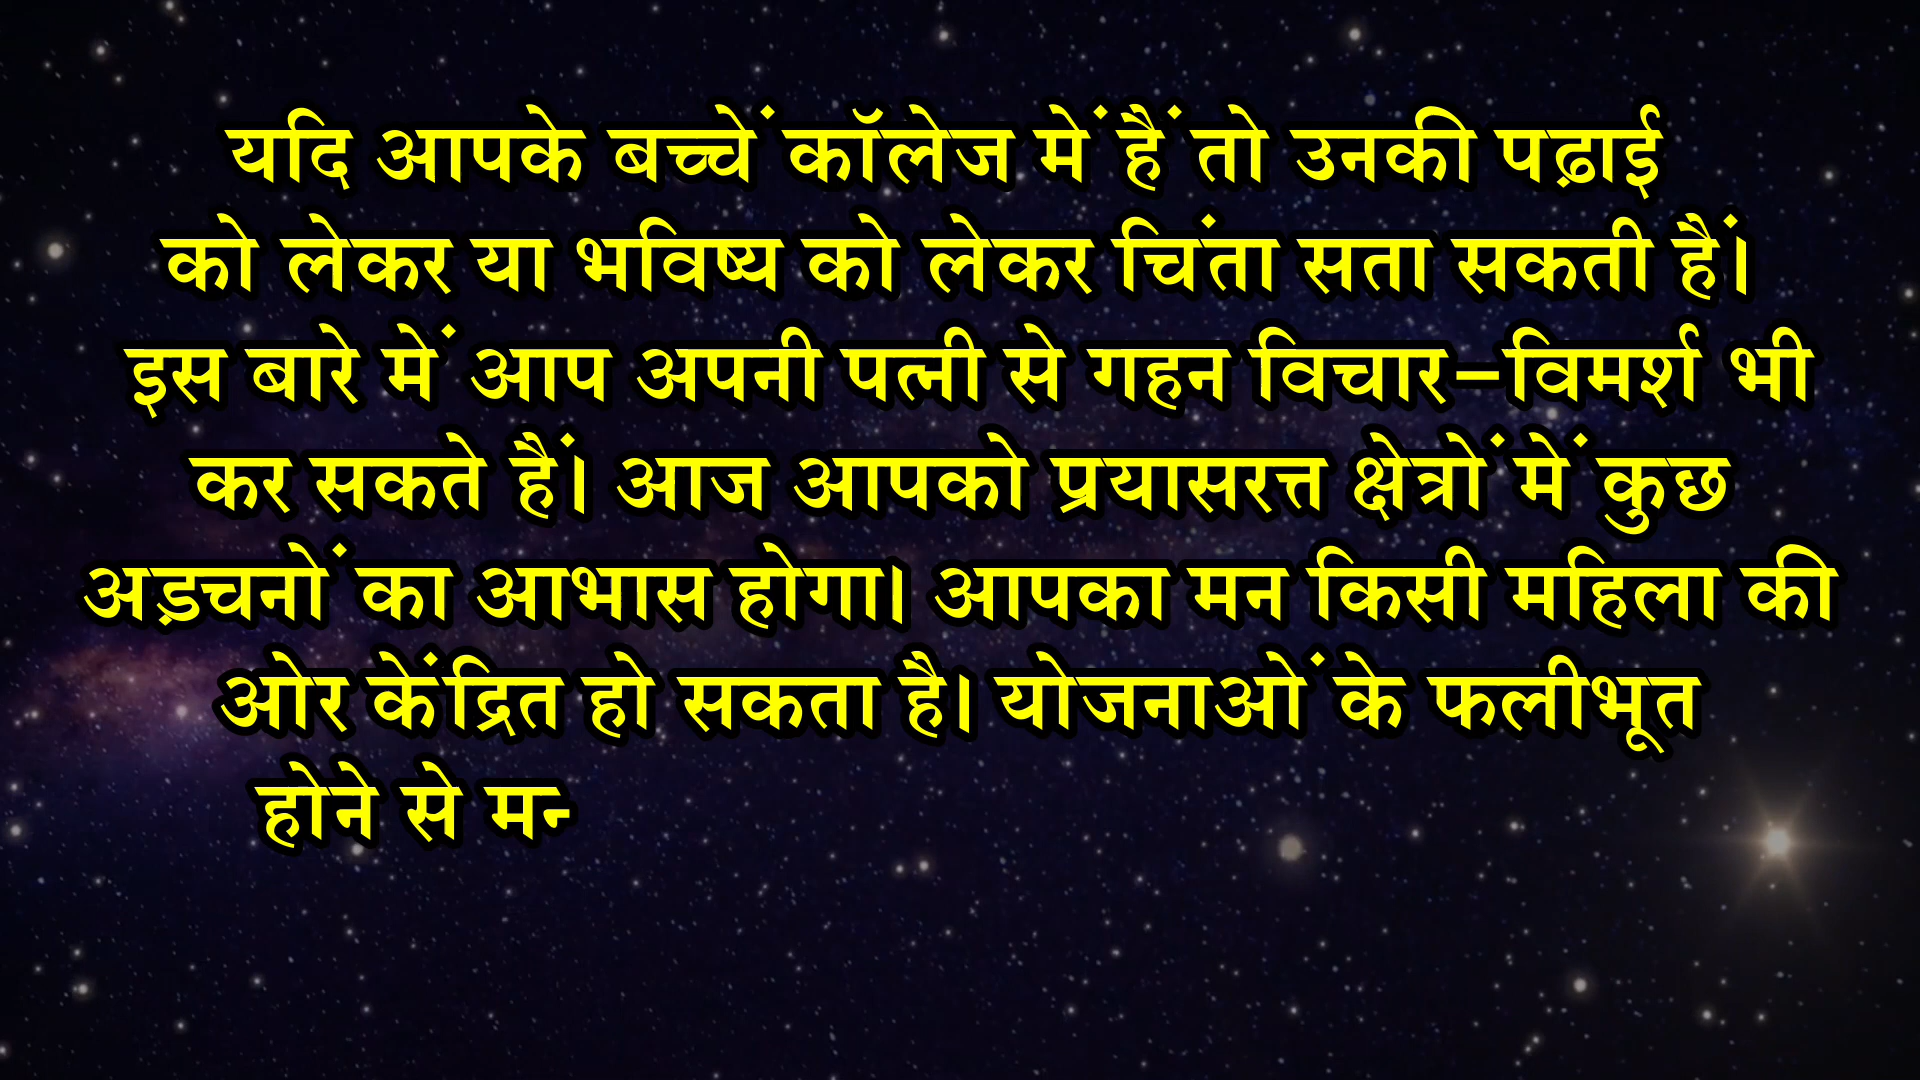 यदि आपके बच्चें कॉलेज में हैं तो उनकी पढ़ाई
को लेकर या भविष्य को लेकर चिंता सता सकती हैं।
इस बारे में आप अपनी पत्नी से गहन विचार-विमर्श भी
कर सकते हैं। आज आपको प्रयासरत्त क्षेत्रों में कुछ
अड़चनों का आभास होगा। आपका मन किसी महिला की
ओर केंद्रित हो सकता है। योजनाओं के फलीभूत
होने से मन्